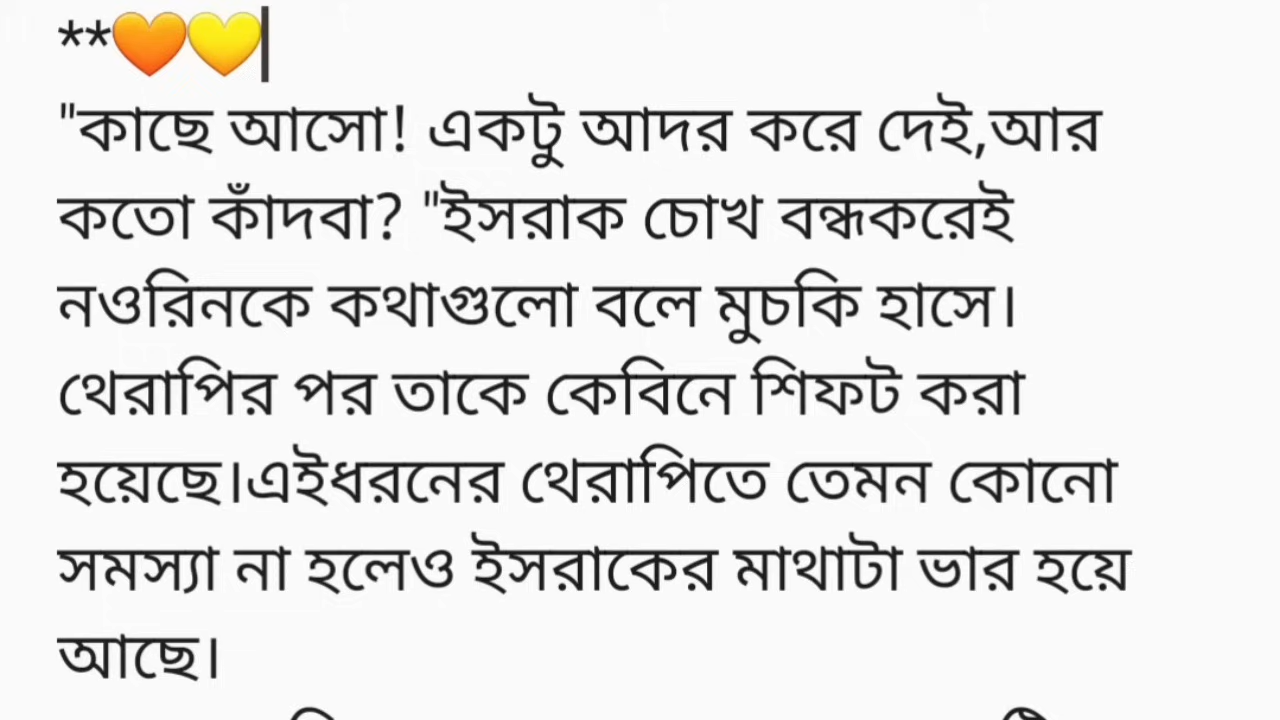 **🧡💛
"কাছে আসো! একটু আদর করে দেই,আর
কতো কাঁদবা? "ইসরাক চোখ বন্ধকরেই
নওরিনকে কথাগুলো বলে মুচকি হাসে।
থেরাপির পর তাকে কেবিনে শিফট করা
হয়েছে।এইধরনের থেরাপিতে তেমন কোনো
সমস্যা না হলেও ইসরাকের মাথাটা ভার হয়ে
আছে।